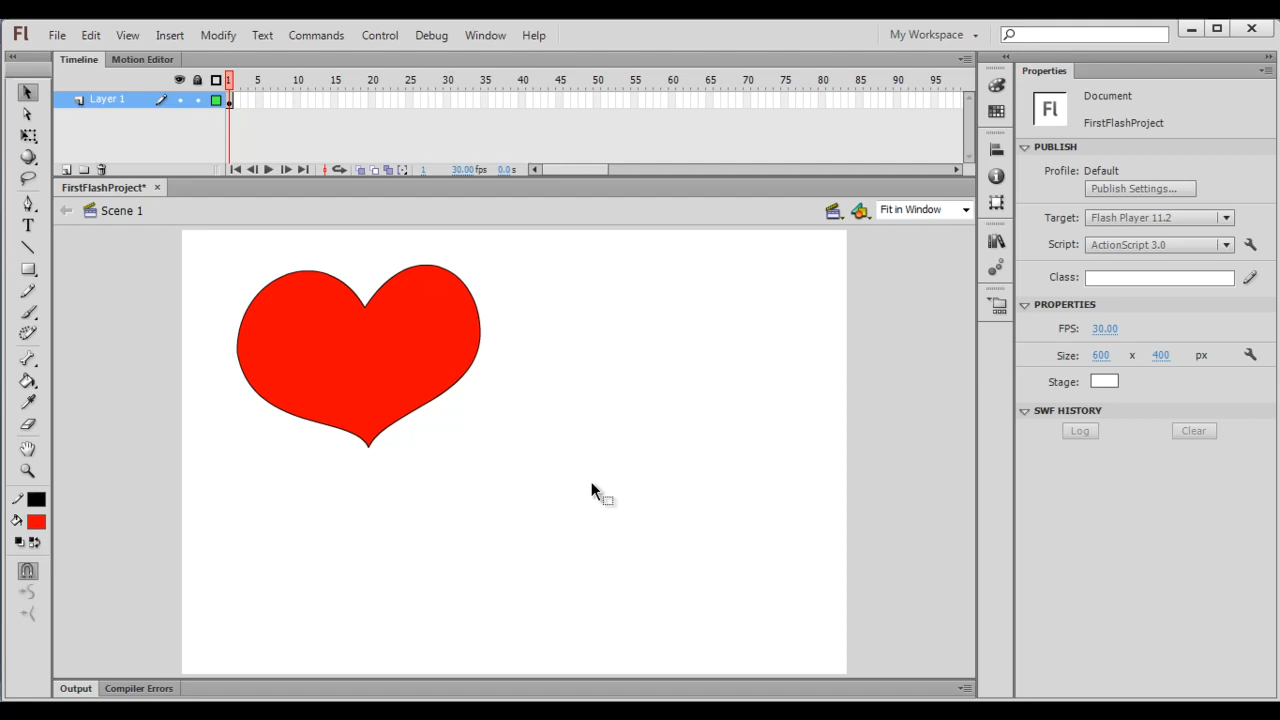 Fl File Edit View Insert Modify Text Commands Control Debug Window Help My Workspace
Timeline Motion Editor
1 5 10 15 20 25 30 35 40 45 50 55 60 65 70 75 80 85 90 95
Layer 1
1 30.00 fps 0.0 s
FirstFlashProject* ×
Scene 1 Fit in Window
Output Compiler Errors
Properties
Fl Document
FirstFlashProject
PUBLISH
Profile: Default
Publish Settings...
Target: Flash Player 11.2
Script: ActionScript 3.0
Class:
PROPERTIES
FPS: 30.00
Size: 600 x 400 px
Stage:
SWF HISTORY
Log Clear